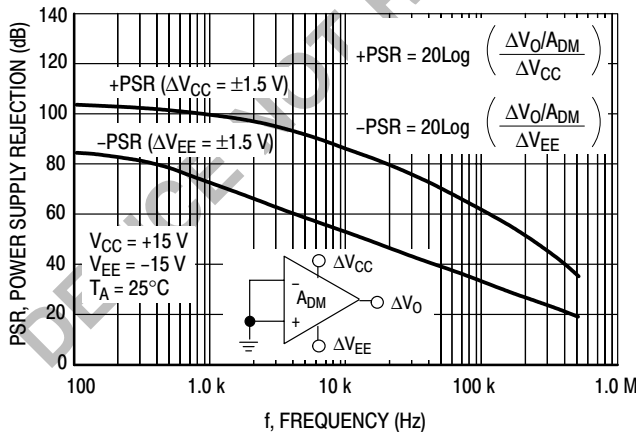 PSR, POWER SUPPLY REJECTION (dB)
140
120
100
80
60
40
20
0
+PSR (ΔVCC = ±1.5 V)
−PSR (ΔVEE = ±1.5 V)
+PSR = 20Log ( ΔVO/ADM
ΔVCC )
−PSR = 20Log ( ΔVO/ADM
ΔVEE )
VCC = +15 V
VEE = −15 V
TA = 25°C
−
+
ADM
ΔVCC
ΔVO
ΔVEE
100
1.0 k
10 k
100 k
1.0 M
f, FREQUENCY (Hz)